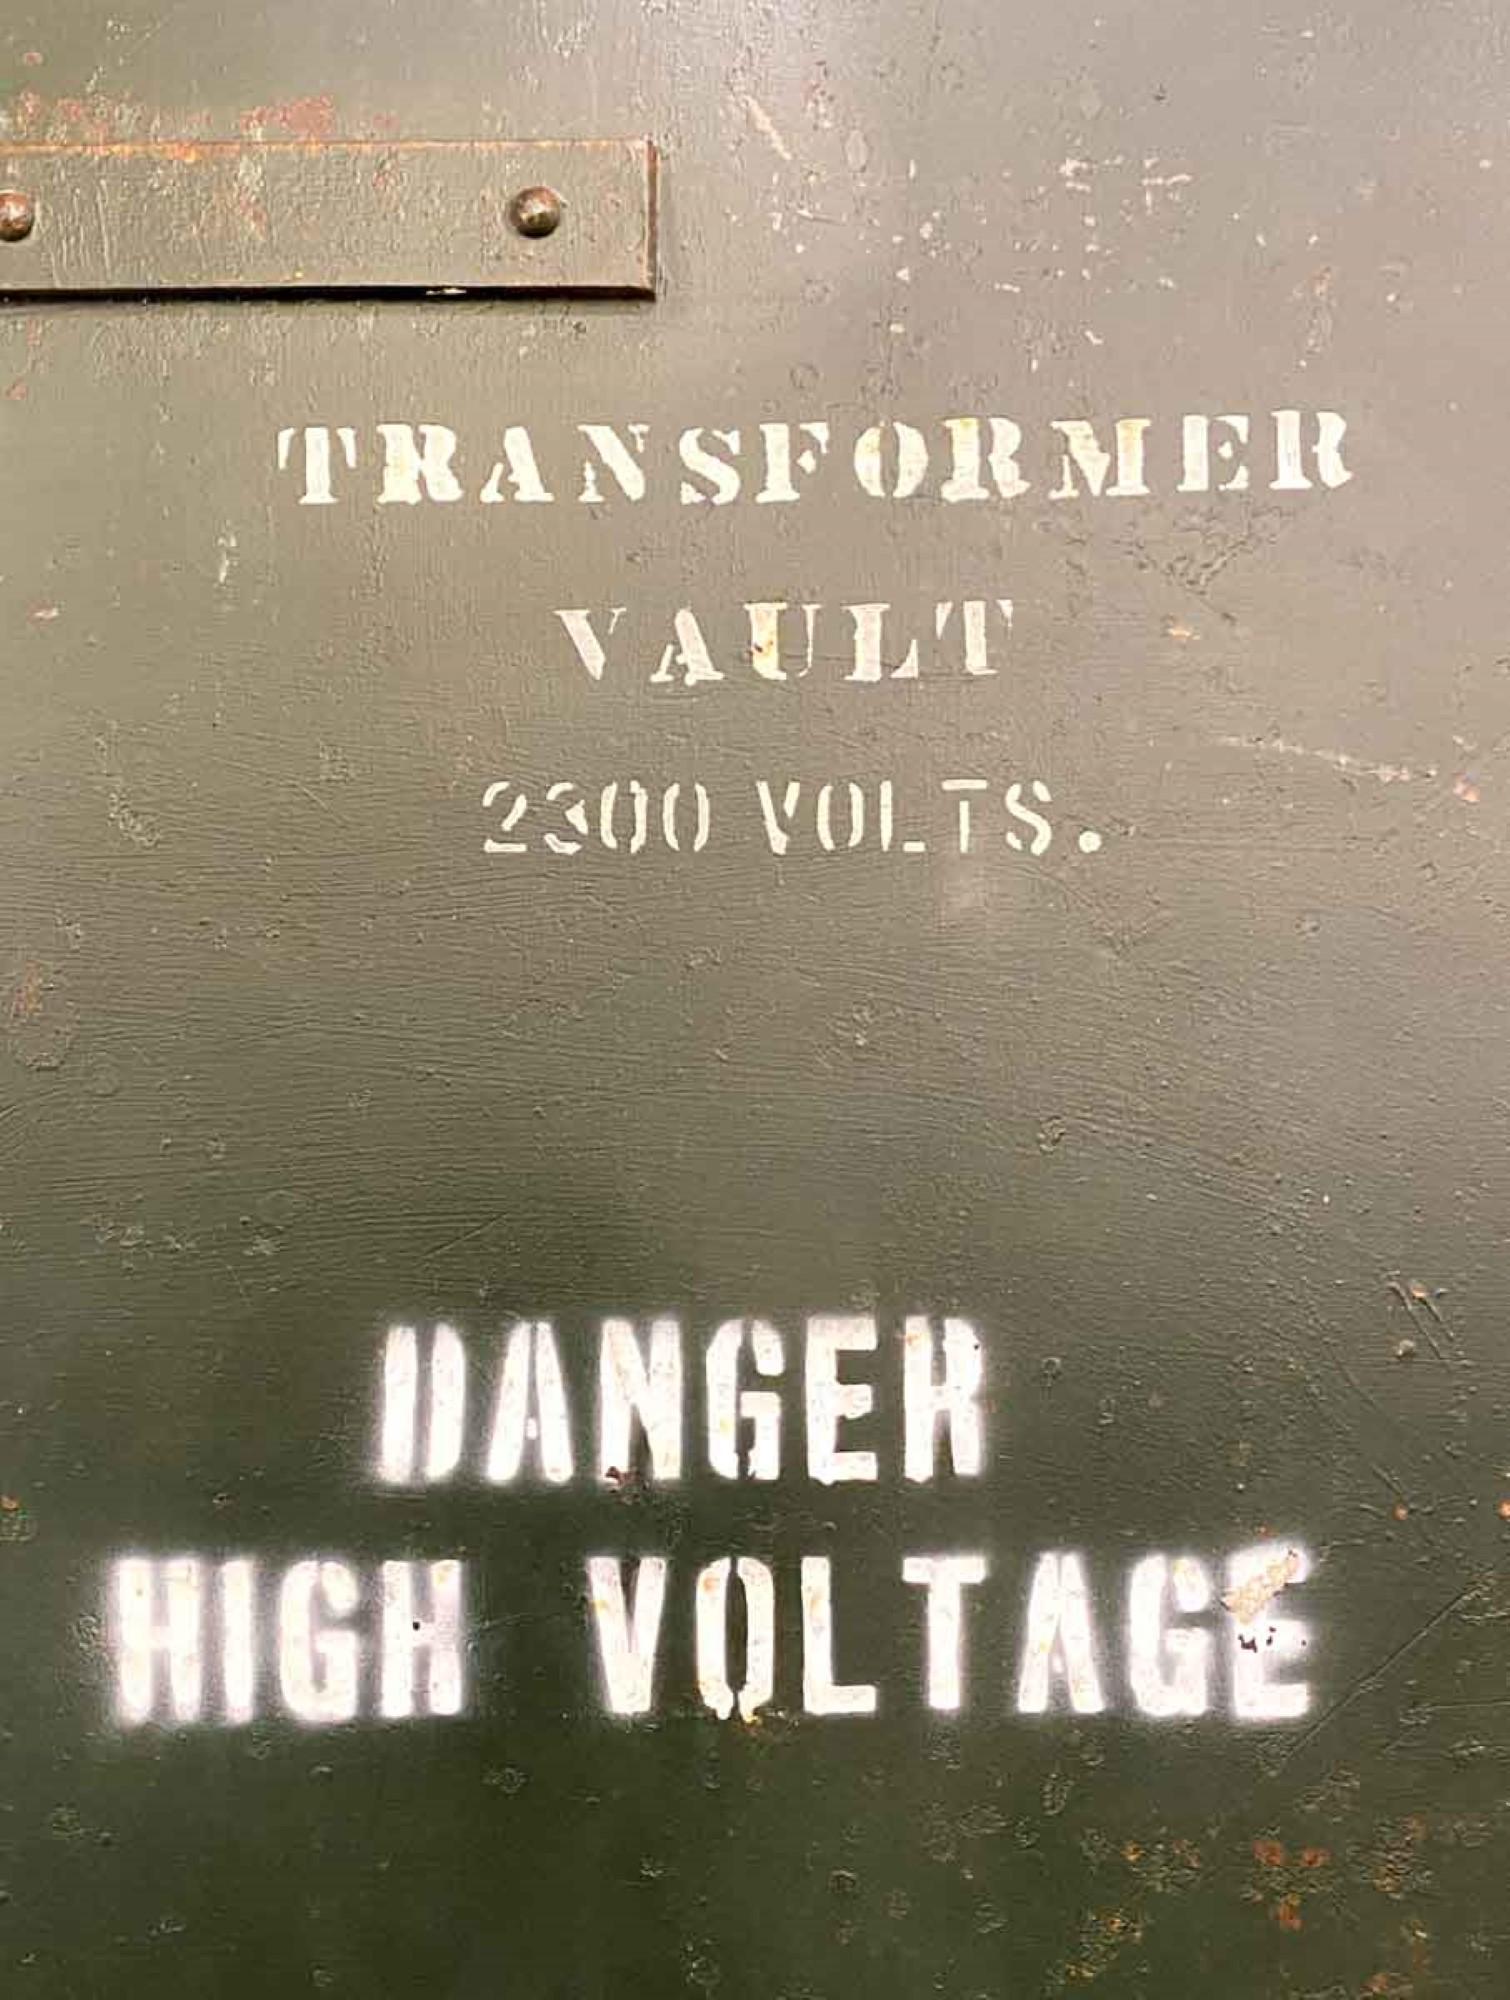 TRANSFORMER
VAULT
2300 VOLTS.
DANGER
HIGH VOLTAGE